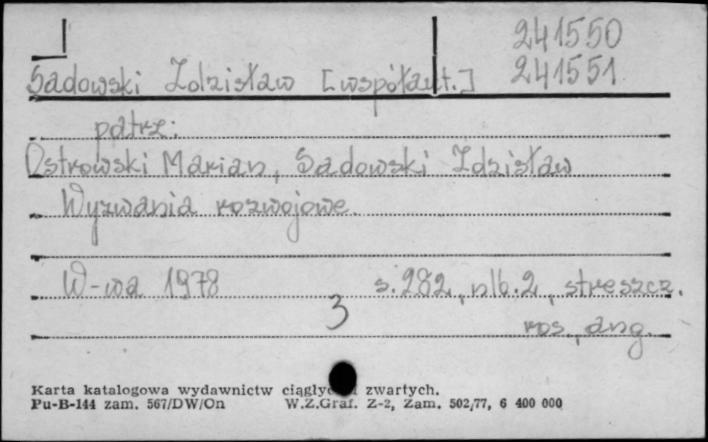 241550
Sadowski Zdzisław [współaut.] 241551
patrz:
Ostrowski Marian, Sadowski Zdzisław
Wyzwania rozwojowe.
W-wa 1978 s. 282, nlb. 2, streszcz.
3 ros., ang.
Karta katalogowa wydawnictw zwartych.
Pu-B-144 zam. 567/DW/On W.Z.Graf. Z-2, Zam. 502/77, 6 400 000